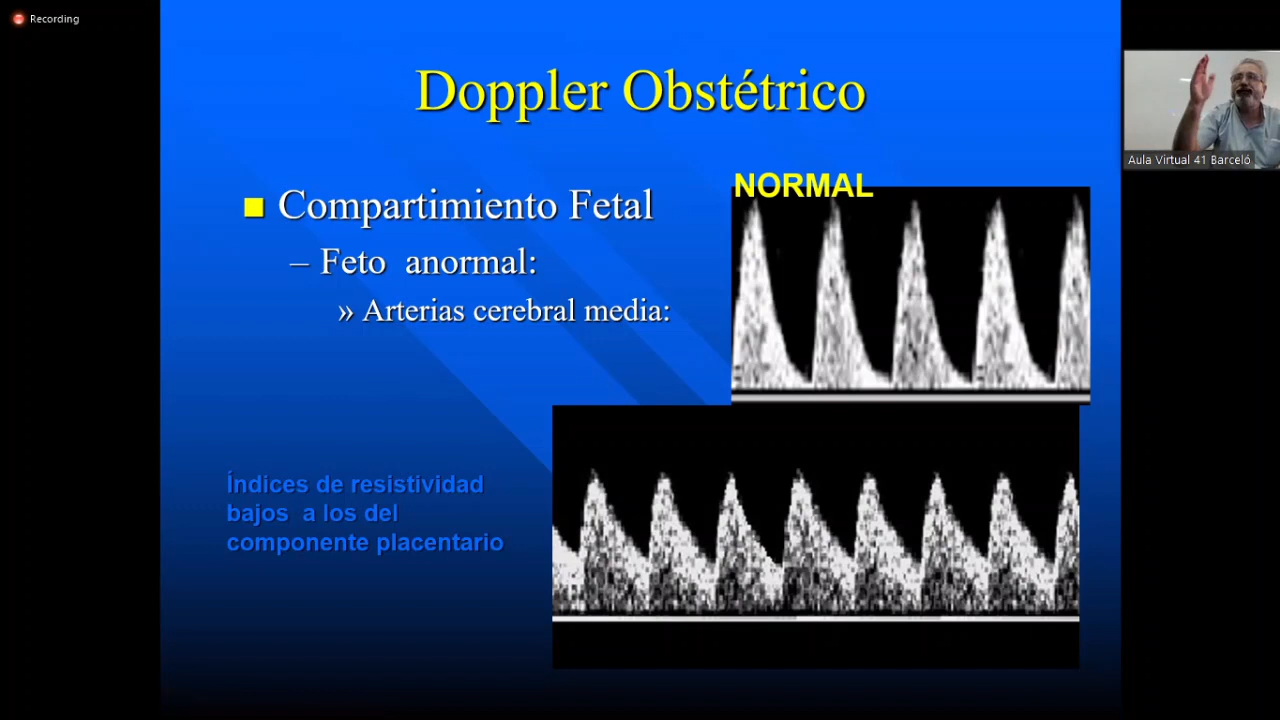 Recording
Doppler Obstétrico
Compartimiento Fetal
– Feto anormal:
» Arterias cerebral media:
NORMAL
Índices de resistividad
bajos a los del
componente placentario
Aula Virtual 41 Barceló